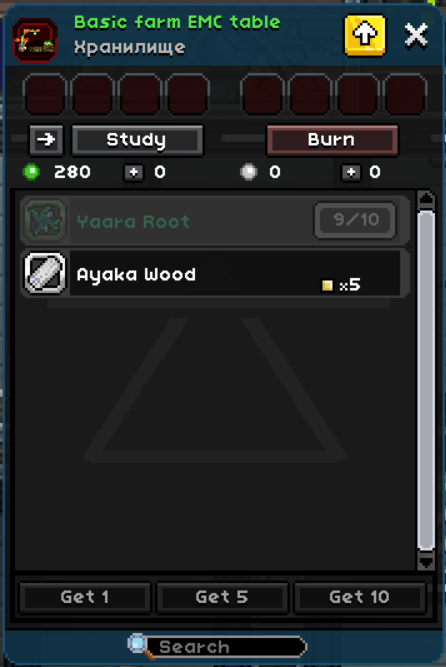 Basic farm EMC table
Хранилище
Study
Burn
280
0
0
0
Yaara Root
9/10
Ayaka Wood
x5
Get 1
Get 5
Get 10
Search